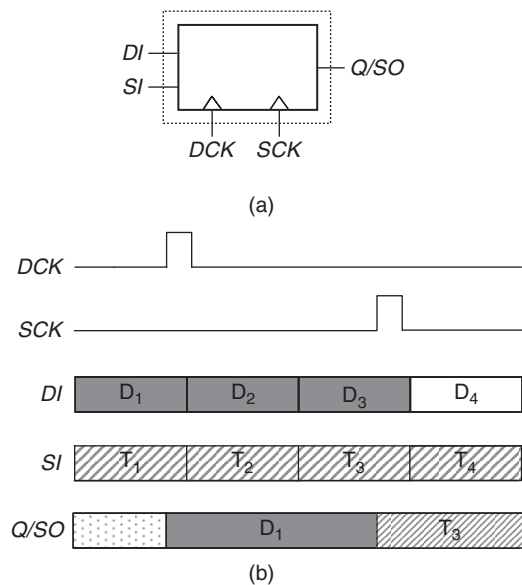 DI
SI
Q/SO
DCK SCK
(a)
DCK
SCK
DI D₁ D₂ D₃ D₄
SI T₁ T₂ T₃ T₄
Q/SO D₁ T₃
(b)